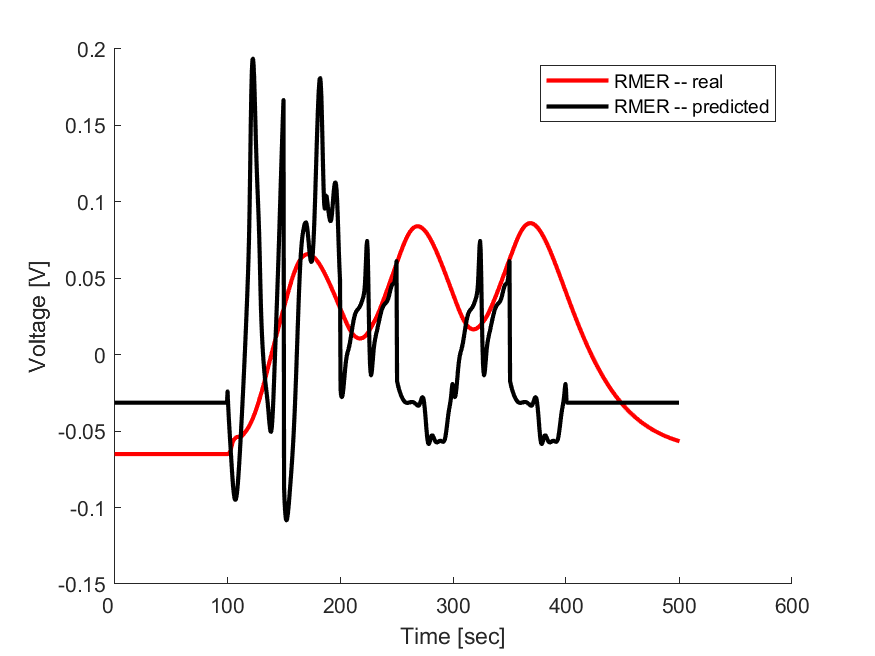 0.2
0.15
0.1
0.05
0
-0.05
-0.1
-0.15
Voltage [V]
0 100 200 300 400 500 600
Time [sec]
RMER -- real
RMER -- predicted